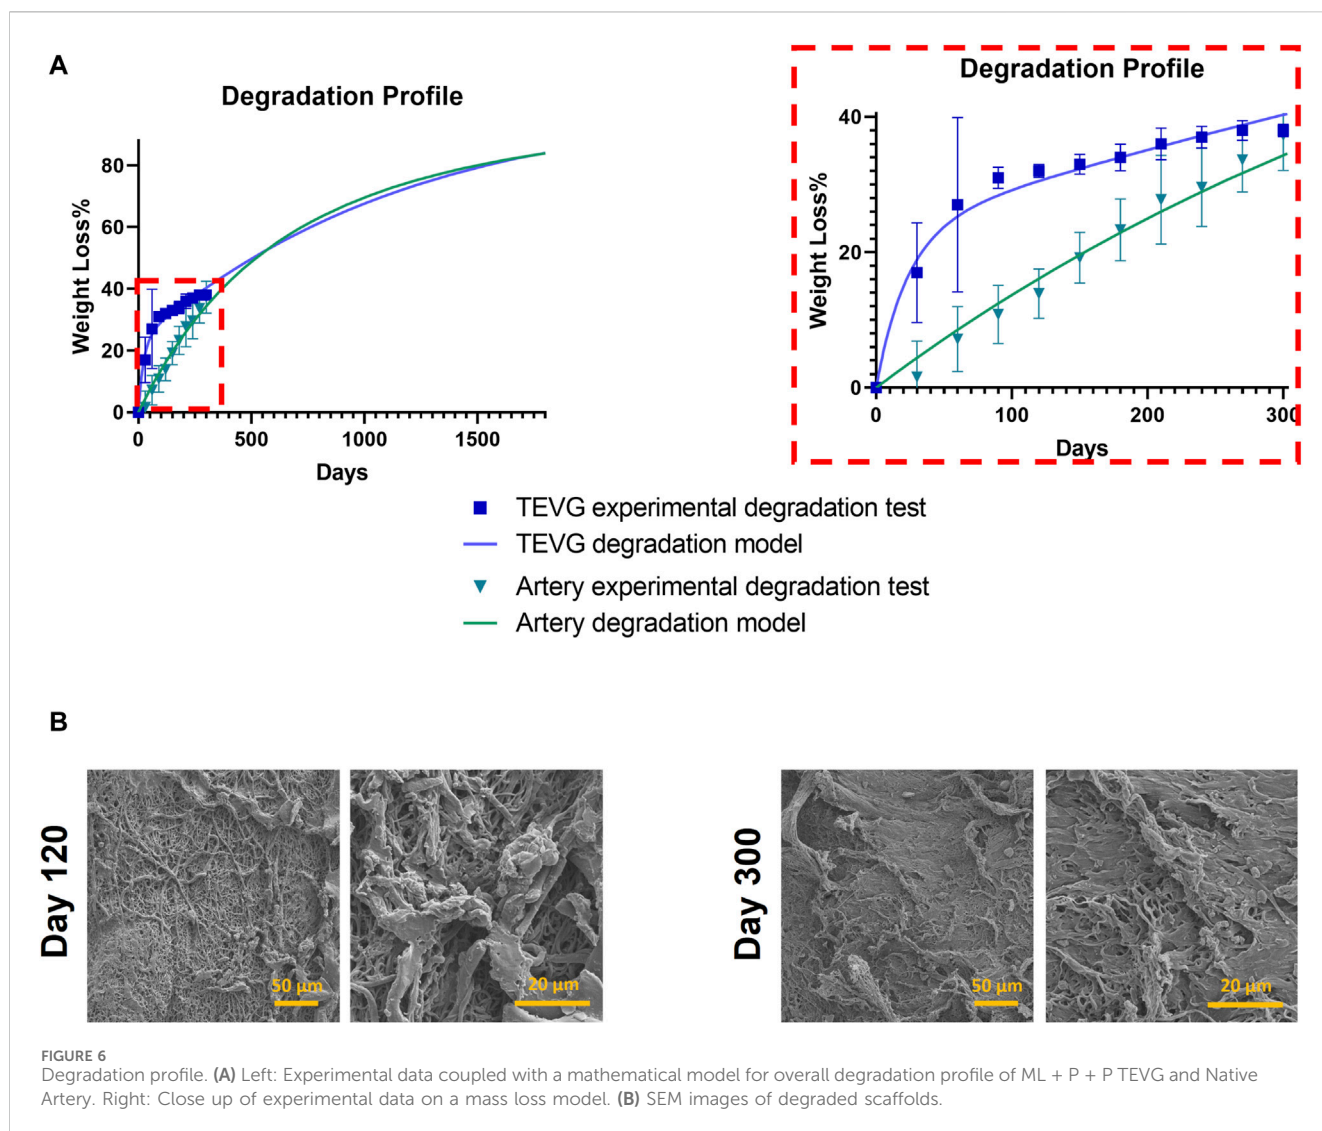 A
Degradation Profile
Weight Loss%
80
60
40
20
0
0
500
1000
1500
Days
Degradation Profile
Weight Loss%
40
20
0
0
100
200
300
Days
TEVG experimental degradation test
TEVG degradation model
Artery experimental degradation test
Artery degradation model
B
Day 120
50 µm
20 µm
Day 300
50 µm
20 µm
FIGURE 6
Degradation profile. (A) Left: Experimental data coupled with a mathematical model for overall degradation profile of ML + P + P TEVG and Native
Artery. Right: Close up of experimental data on a mass loss model. (B) SEM images of degraded scaffolds.